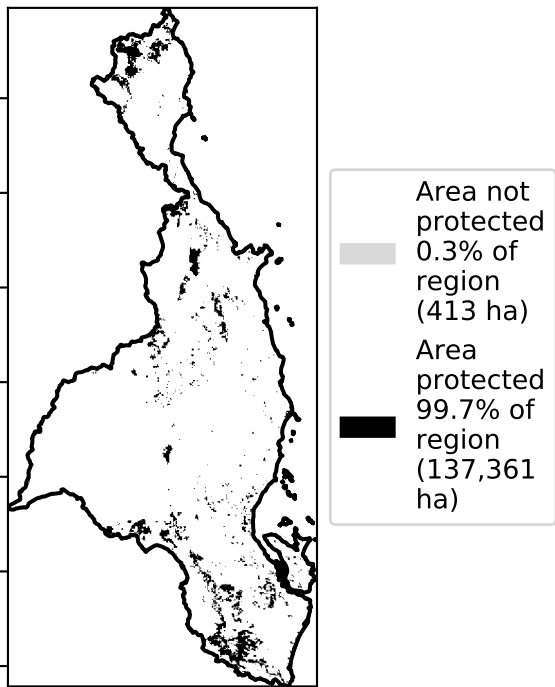 Area not
protected
0.3% of
region
(413 ha)
Area
protected
99.7% of
region
(137,361
ha)